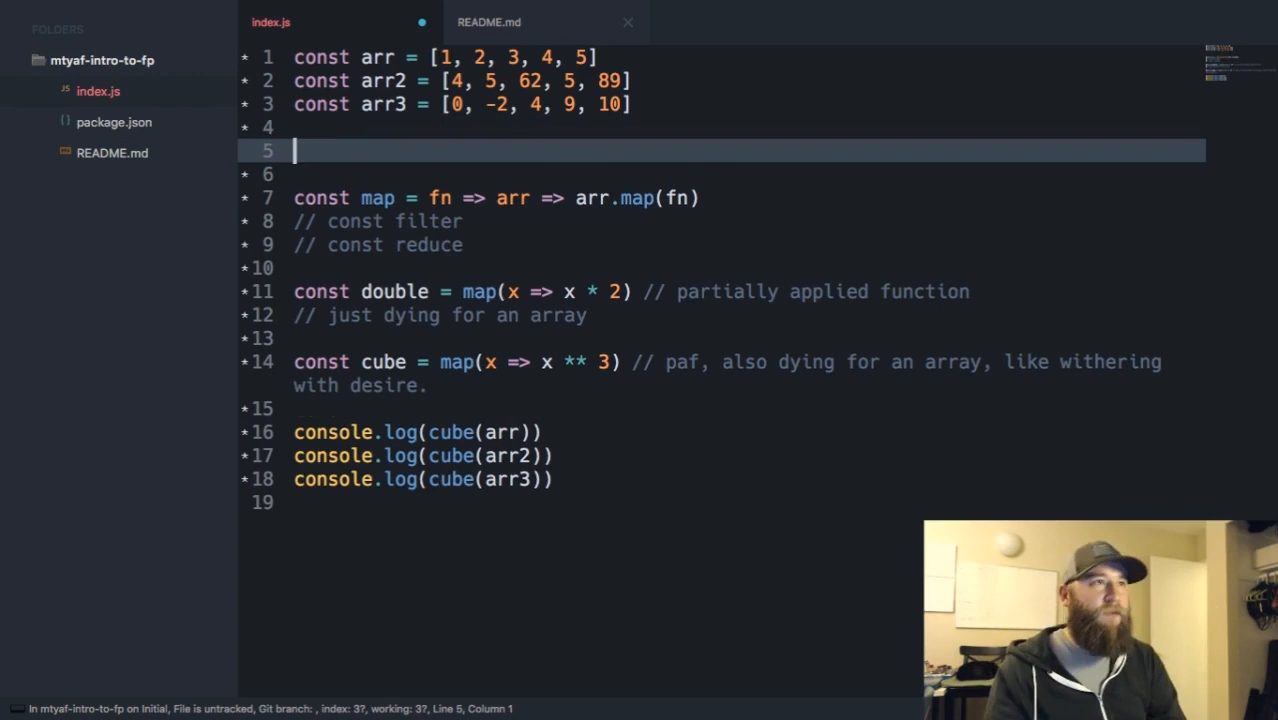 FOLDERS
mtyaf-intro-to-fp
JS index.js
{} package.json
README.md
index.js
README.md
* 1 const arr = [1, 2, 3, 4, 5]
* 2 const arr2 = [4, 5, 62, 5, 89]
* 3 const arr3 = [0, -2, 4, 9, 10]
* 4
* 5
* 6
* 7 const map = fn => arr => arr.map(fn)
* 8 // const filter
* 9 // const reduce
* 10
* 11 const double = map(x => x * 2) // partially applied function
* 12 // just dying for an array
* 13
* 14 const cube = map(x => x ** 3) // paf, also dying for an array, like withering
with desire.
* 15
* 16 console.log(cube(arr))
* 17 console.log(cube(arr2))
* 18 console.log(cube(arr3))
19
In mtyaf-intro-to-fp on Initial, File is untracked, Git branch: , index: 3?, working: 3?, Line 5, Column 1